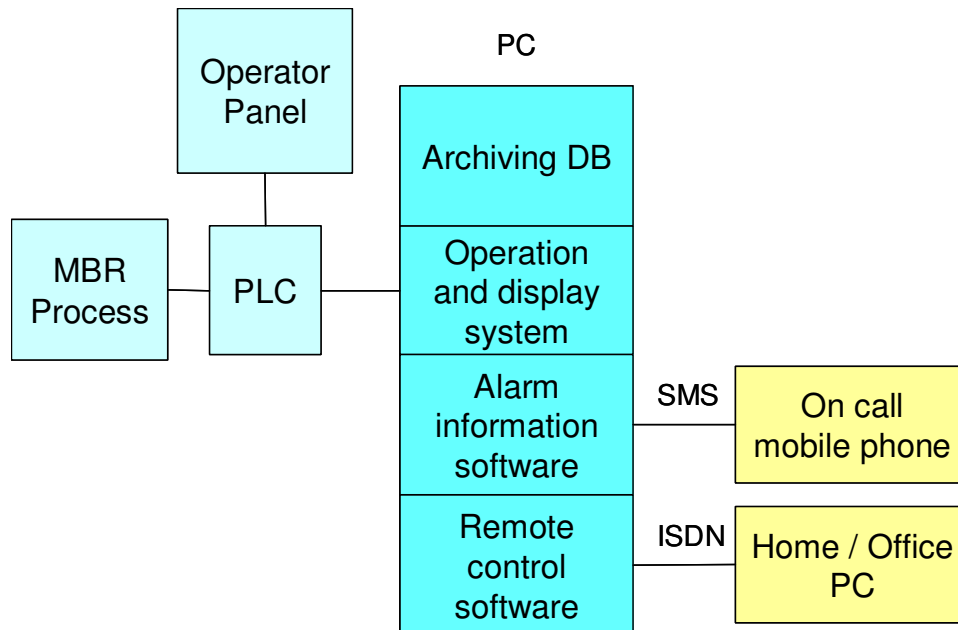 PC
Operator
Panel
Archiving DB
MBR
Process
PLC
Operation
and display
system
Alarm
information
software
SMS
On call
mobile phone
Remote
control
software
ISDN
Home / Office
PC